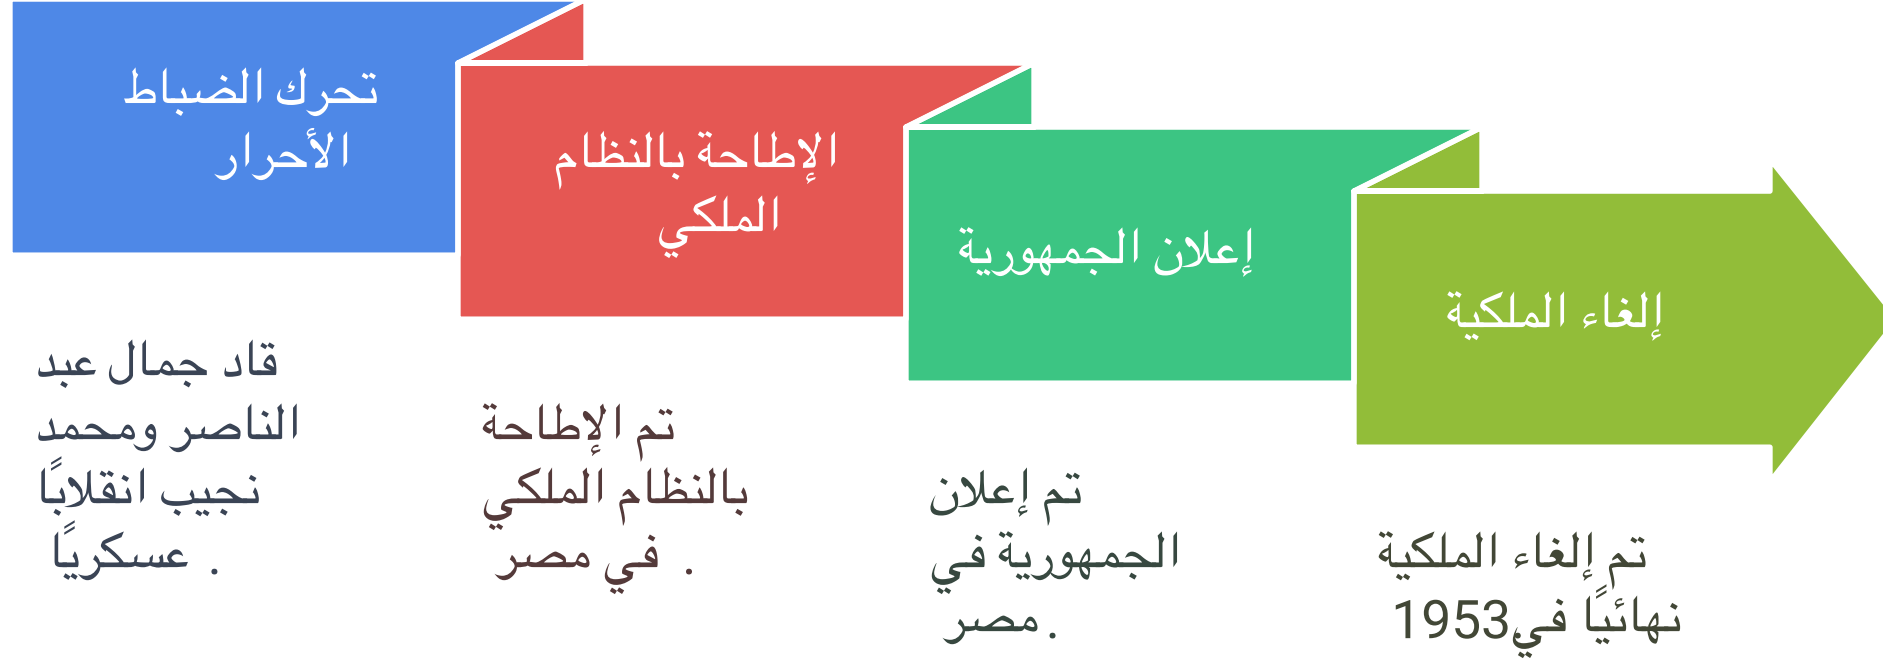 تحرك الضباط
الأحرار
قاد جمال عبد
الناصر ومحمد
نجيب انقلابًا
عسكريًا .
الإطاحة بالنظام
الملكي
تم الإطاحة
بالنظام الملكي
في مصر .
إعلان الجمهورية
تم إعلان
الجمهورية في
مصر.
إلغاء الملكية
تم إلغاء الملكية
نهائيًا في1953